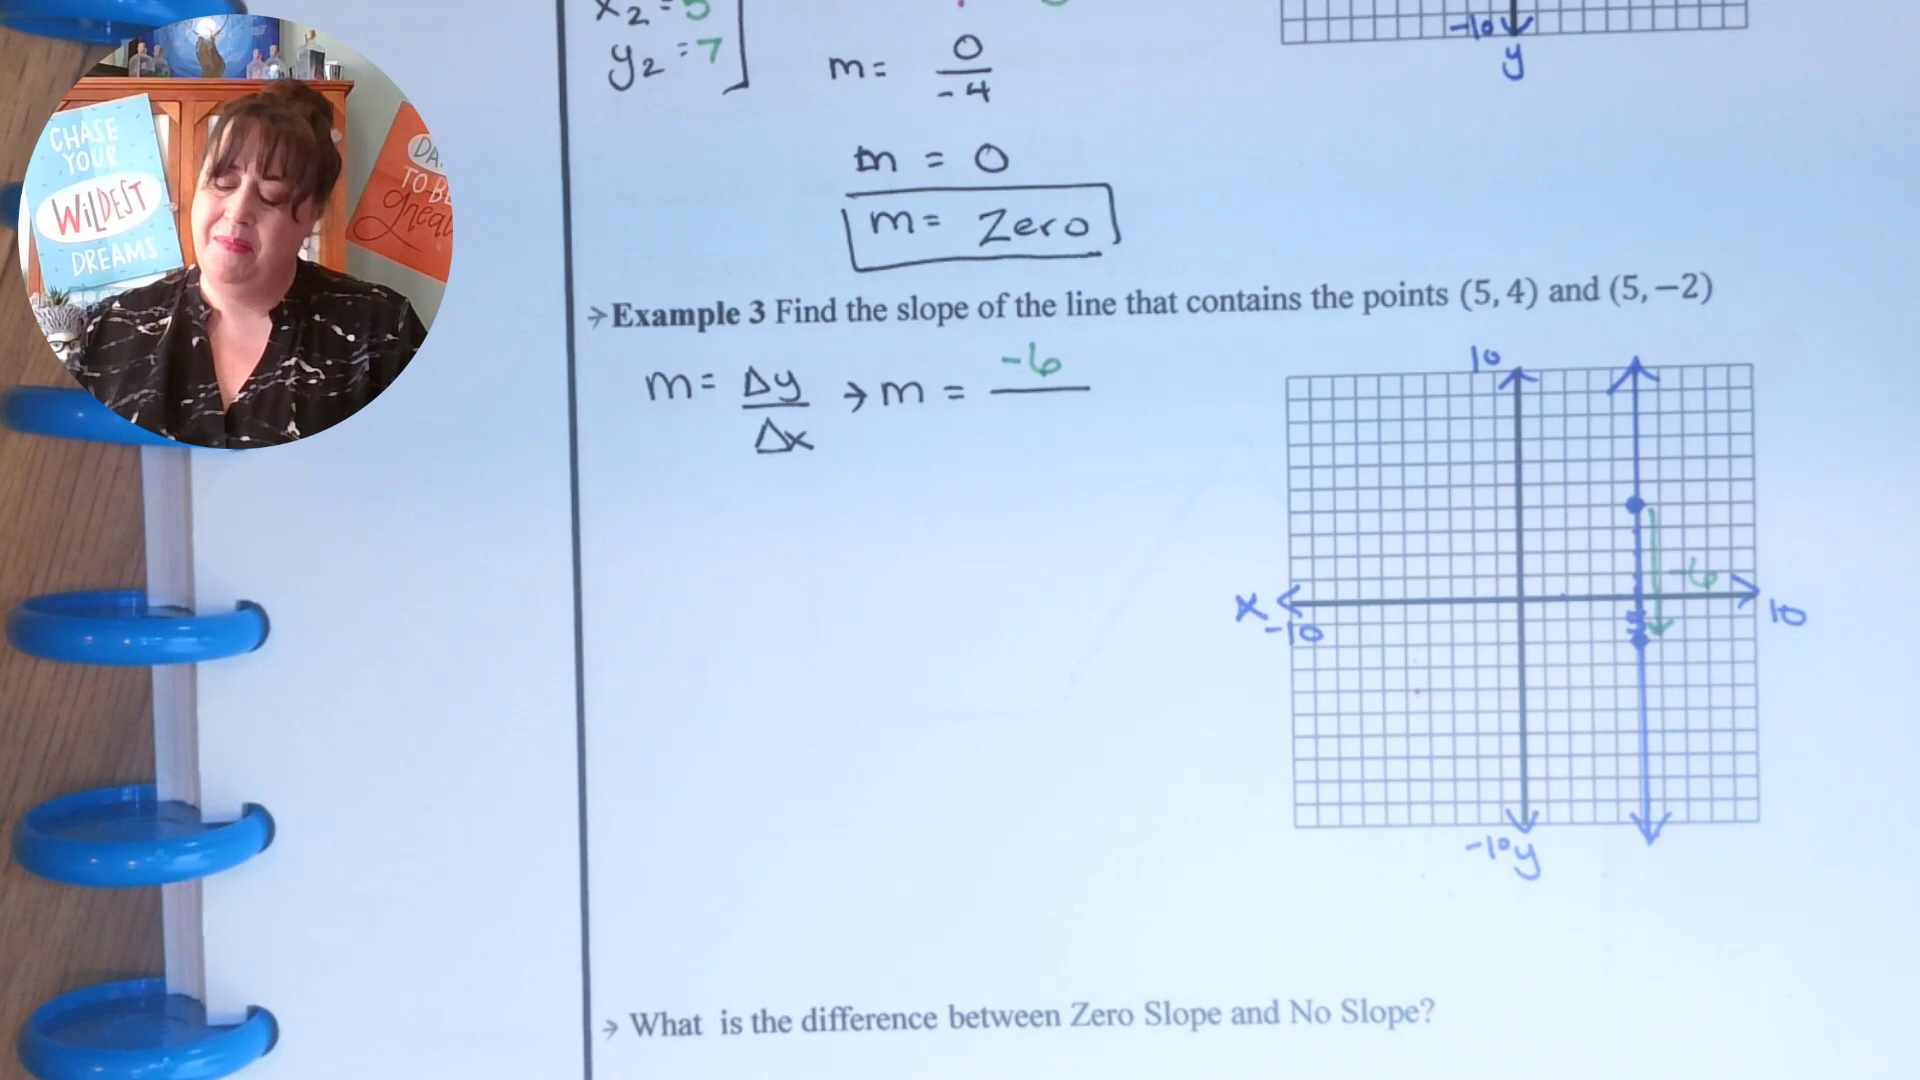 CHASE
YOUR
WiLDEST
DREAMS
TO BE
great
x₂ = 5
y₂ = 7
m = 0/-4
m = 0
m = Zero
-10
y
→ Example 3 Find the slope of the line that contains the points (5, 4) and (5, −2)
m = Δy/Δx → m = -6
10
-6
x
-10
10
-10
y
→ What is the difference between Zero Slope and No Slope?